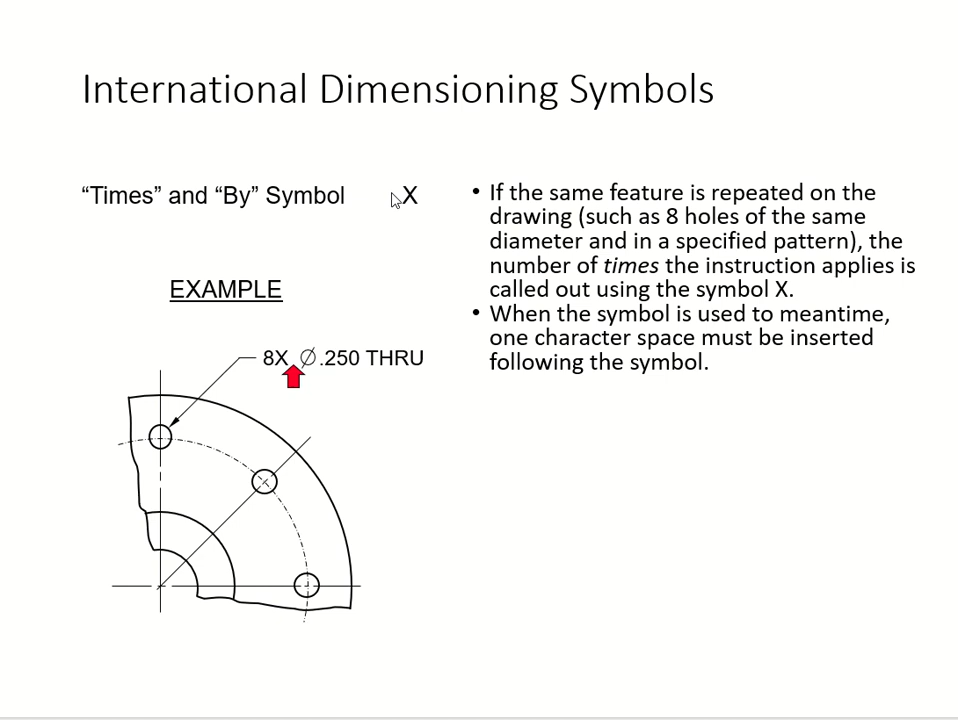 International Dimensioning Symbols
“Times” and “By” Symbol X
EXAMPLE
8X ∅.250 THRU
• If the same feature is repeated on the
drawing (such as 8 holes of the same
diameter and in a specified pattern), the
number of times the instruction applies is
called out using the symbol X.
• When the symbol is used to meantime,
one character space must be inserted
following the symbol.